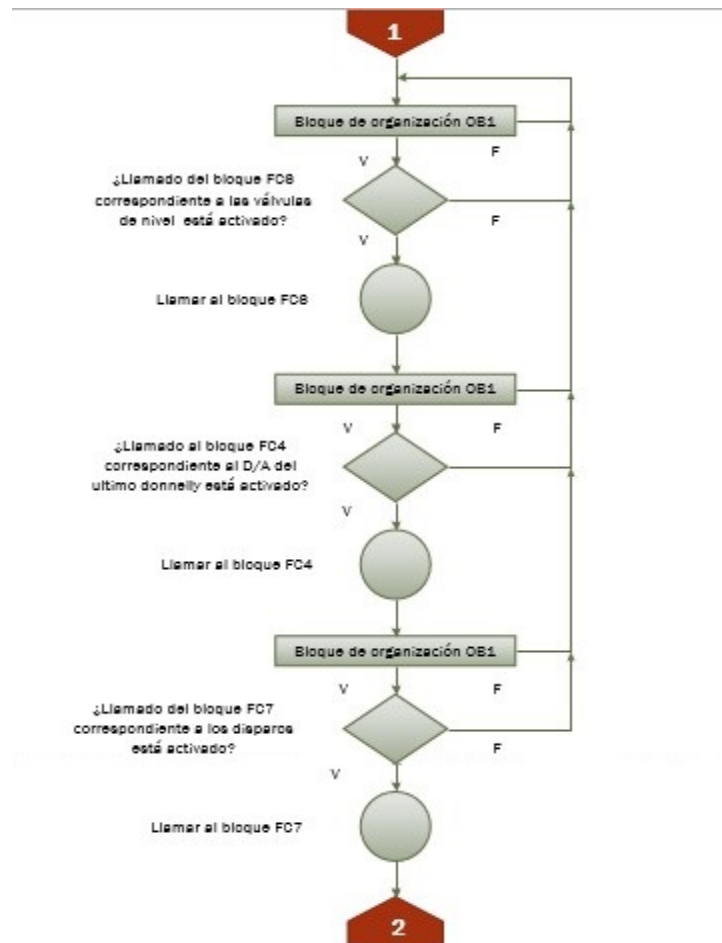 1
Bloque de organización OB1
V F
¿Llamado del bloque
correspondiente a las válvulas
de nivel está activado?
F
V
Llamar al bloque
Bloque de organización OB1
V F
¿Llamado al bloque FC4
correspondiente al D/A del
ultimo donnelly está activado?
V
Llamar al bloque FC4
Bloque de organización OB1
V F
¿Llamado del bloque FC7
correspondiente a los disparos
está activado?
F
V
Llamar al bloque FC7
2